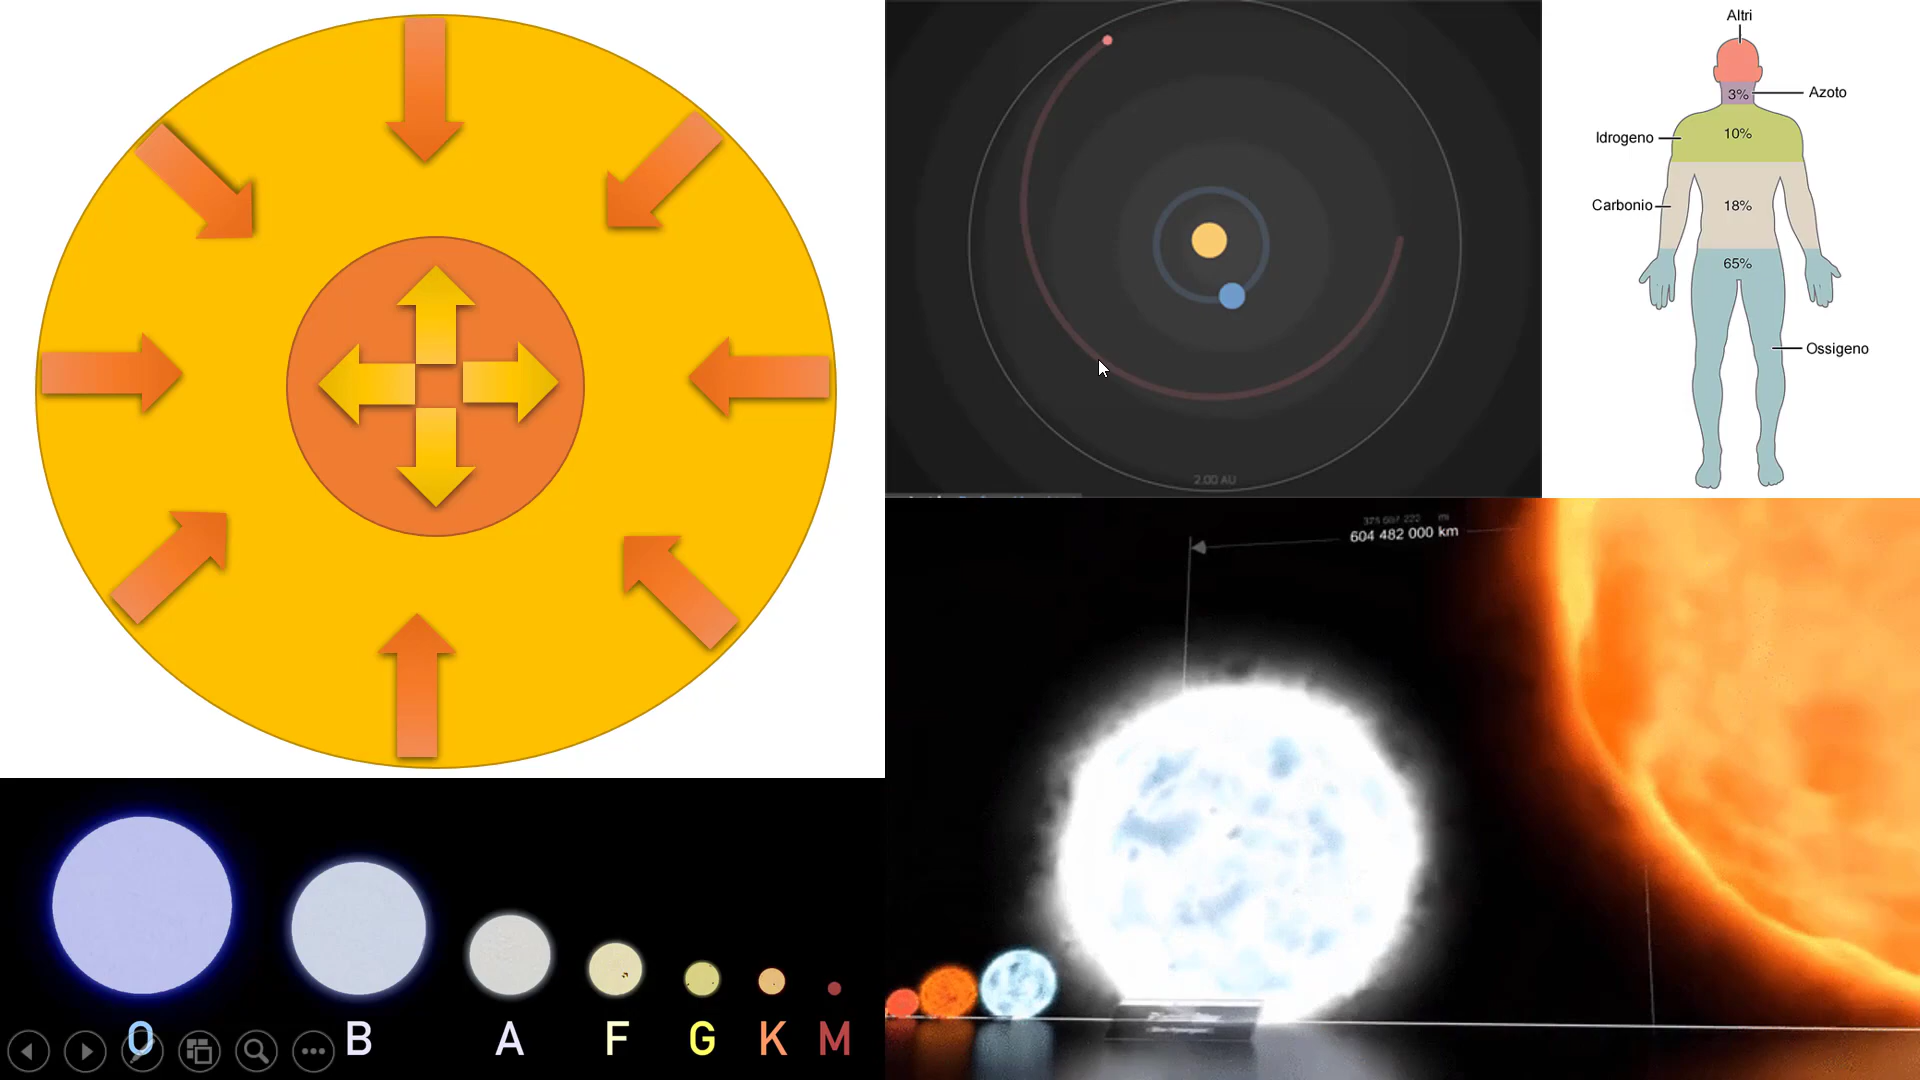 Altri
3%
Azoto
Idrogeno
10%
Carbonio
18%
65%
Ossigeno
2.00 AU
604 482 000 km
O B A F G K M